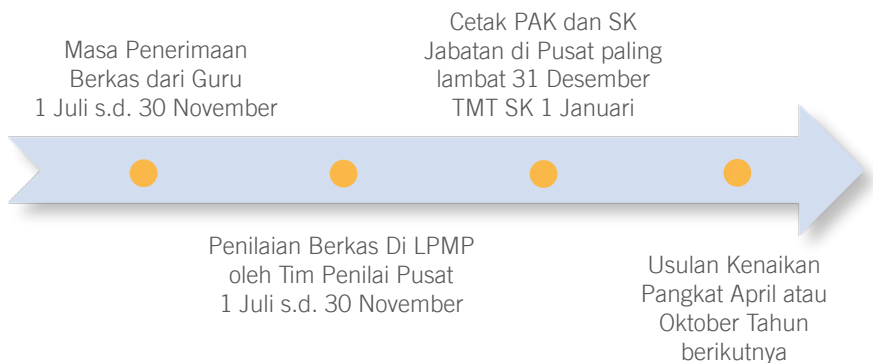 Masa Penerimaan
Berkas dari Guru
1 Juli s.d. 30 November
Penilaian Berkas Di LPMP
oleh Tim Penilai Pusat
1 Juli s.d. 30 November
Cetak PAK dan SK
Jabatan di Pusat paling
lambat 31 Desember
TMT SK 1 Januari
Usulan Kenaikan
Pangkat April atau
Oktober Tahun
berikutnya